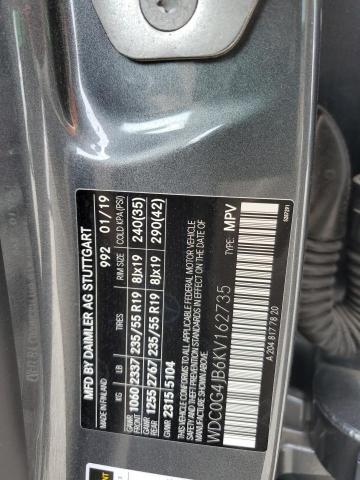 MFD BY DAIMLER AG STUTTGART
MADE IN FINLAND 992 01/19
KG LB TIRE SIZE RIM SIZE COLD KPA(PSI)
GAWR FRONT 1060 2337 235/55 R19 8Jx19 240(35)
GAWR REAR 1255 2767 235/55 R19 8Jx19 290(42)
GVWR 2315 5104
THIS VEHICLE CONFORMS TO ALL APPLICABLE FEDERAL MOTOR VEHICLE
SAFETY, BUMPER AND THEFT PREVENTION STANDARDS IN EFFECT ON THE DATE OF MANUFACTURE SHOWN ABOVE
WDC0G4JB6KV162735 TYPE: MPV
A 204 817 78 20